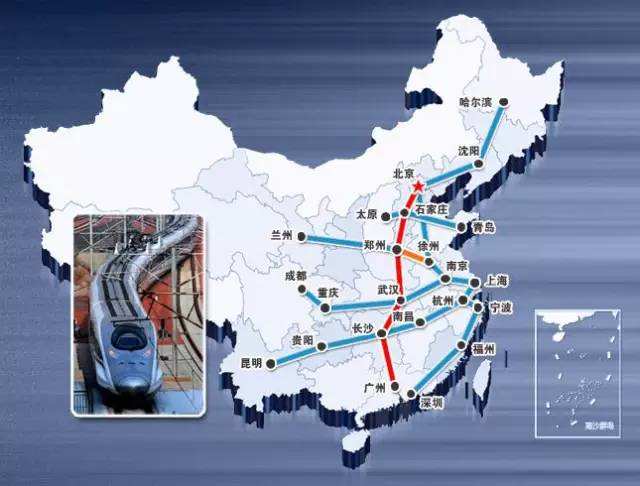 哈尔滨
沈阳
北京
太原
石家庄
青岛
兰州
郑州
徐州
成都
重庆
武汉
南京
上海
杭州
宁波
南昌
长沙
贵阳
昆明
福州
广州
深圳
南沙群岛